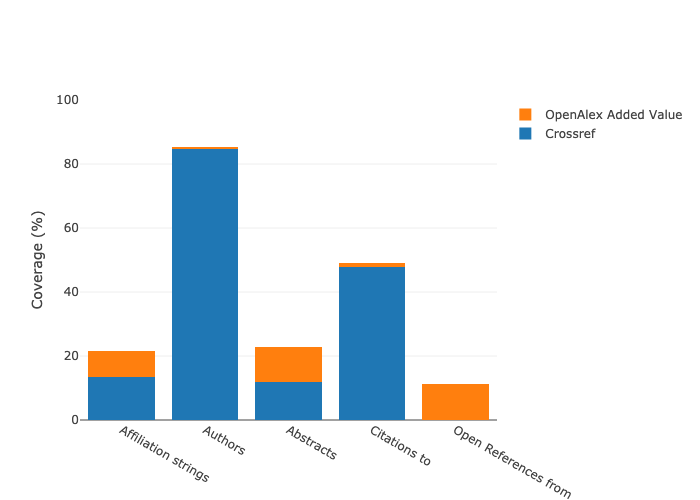 100
80
60
40
20
0
Coverage (%)
Affiliation strings
Authors
Abstracts
Citations to
Open References from
OpenAlex Added Value
Crossref